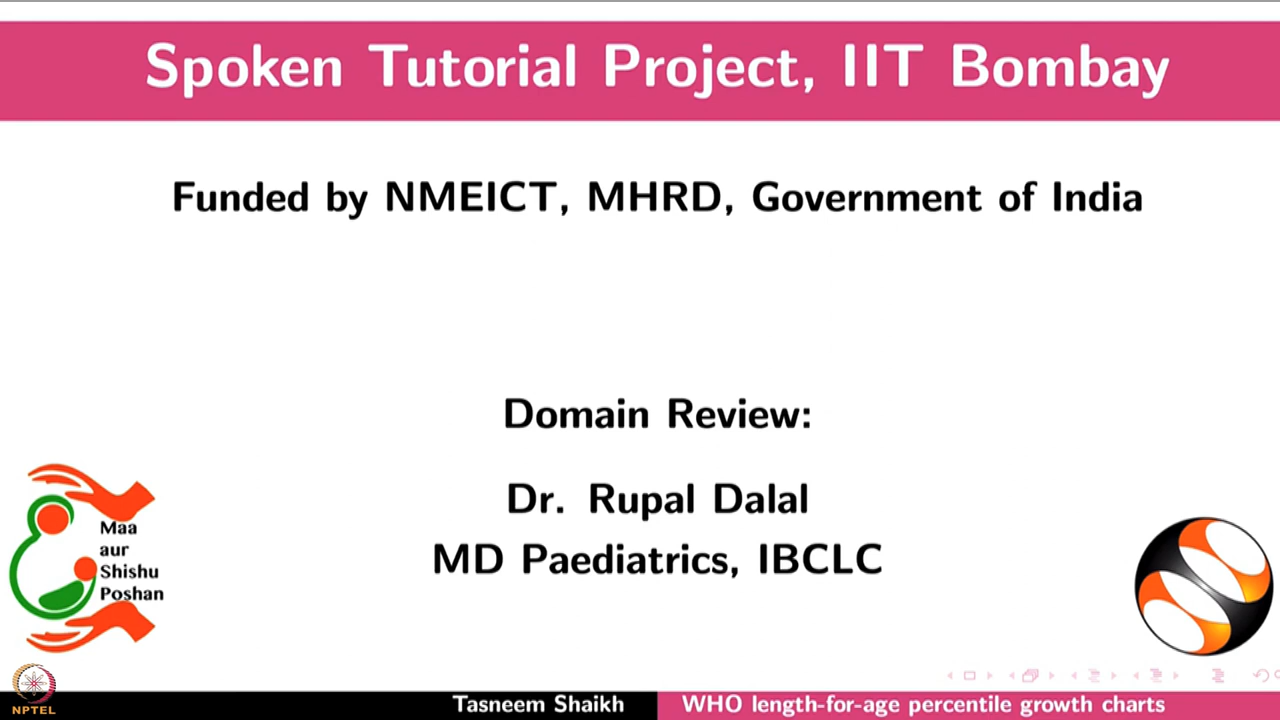 Spoken Tutorial Project, IIT Bombay
Funded by NMEICT, MHRD, Government of India
Domain Review:
Dr. Rupal Dalal
MD Paediatrics, IBCLC
Maa
aur
Shishu
Poshan
NPTEL
Tasneem Shaikh
WHO length-for-age percentile growth charts